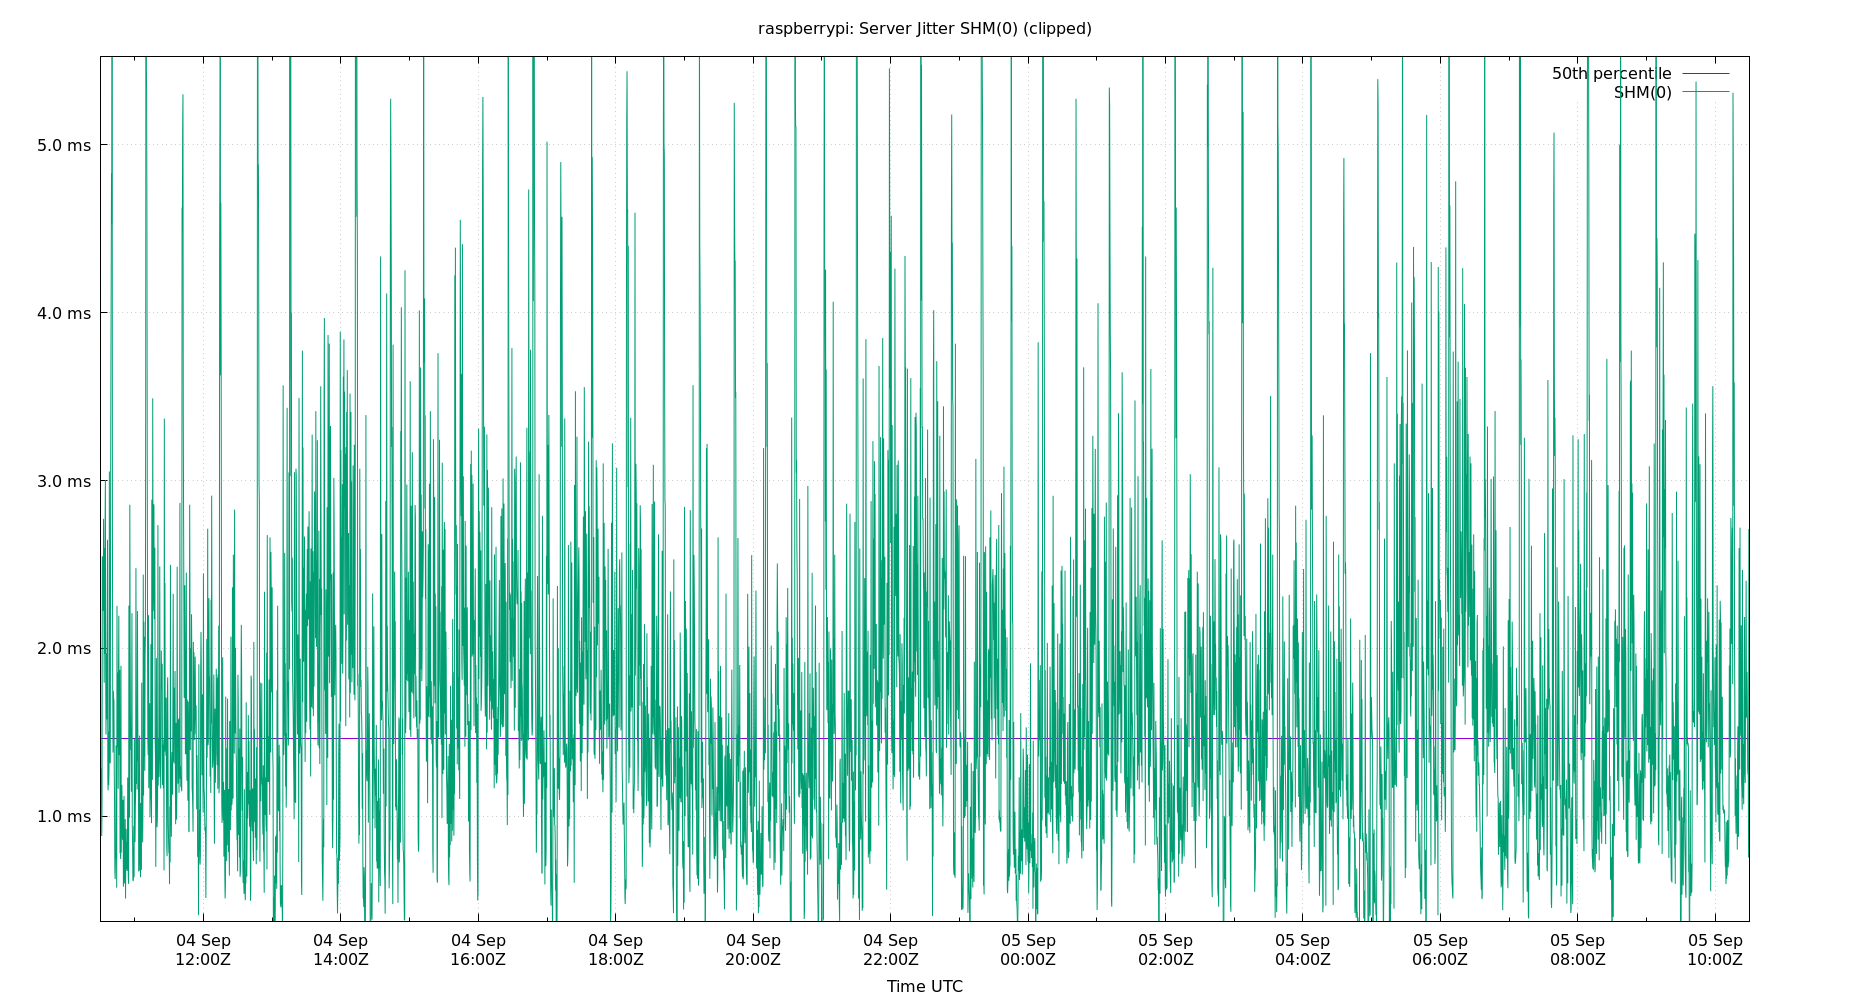 raspberrypi: Server Jitter SHM(0) (clipped)
50th percentile
SHM(0)
5.0 ms
4.0 ms
3.0 ms
2.0 ms
1.0 ms
04 Sep 04 Sep 04 Sep 04 Sep 04 Sep 04 Sep 05 Sep 05 Sep 05 Sep 05 Sep 05 Sep 05 Sep
12:00Z 14:00Z 16:00Z 18:00Z 20:00Z 22:00Z 00:00Z 02:00Z 04:00Z 06:00Z 08:00Z 10:00Z
Time UTC